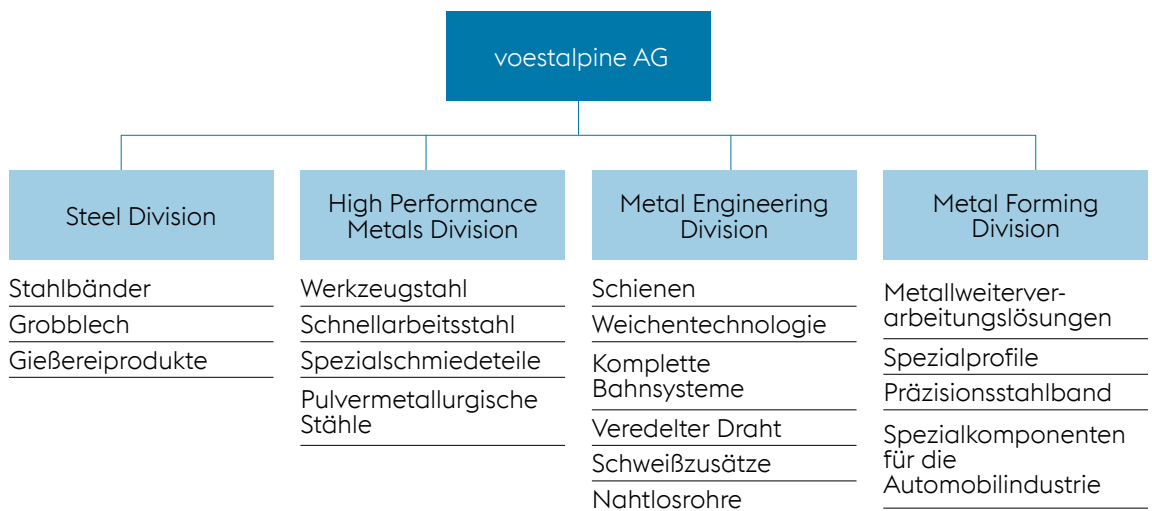 voestalpine AG
Steel Division
Stahlbänder
Grobblech
Gießereiprodukte
High Performance
Metals Division
Werkzeugstahl
Schnellarbeitsstahl
Spezialschmiedeteile
Pulvermetallurgische
Stähle
Metal Engineering
Division
Schienen
Weichentechnologie
Komplette
Bahnsysteme
Veredelter Draht
Schweißzusätze
Nahtlosrohre
Metal Forming
Division
Metallweiterver-
arbeitungslösungen
Spezialprofile
Präzisionsstahlband
Spezialkomponenten
für die
Automobilindustrie